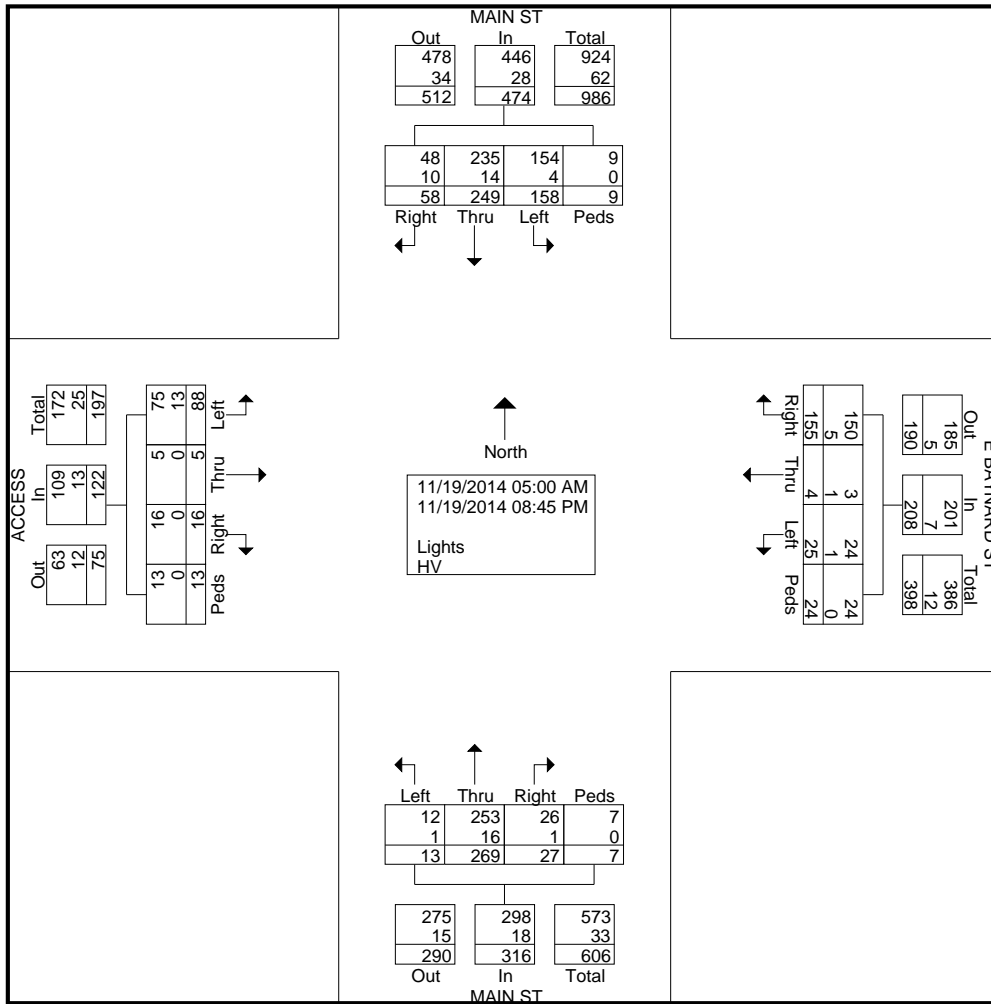 MAIN ST
Out In Total
478 446 924
34 28 62
512 474 986
48 235 154 9
10 14 4 0
58 249 158 9
Right Thru Left Peds
ACCESS
Total In Out
172 109 63
25 13 12
197 122 75
75 5 16 13
13 0 0 0
88 5 16 13
Left Thru Right Peds
North
11/19/2014 05:00 AM
11/19/2014 08:45 PM
Lights
HV
Right Thru Left Peds
155 4 25 24
5 1 1 0
150 3 24 24
190 208 398
5 7 12
185 201 386
Out In Total
ST
Left Thru Right Peds
12 253 26 7
1 16 1 0
13 269 27 7
275 298 573
15 18 33
290 316 606
Out In Total
MAIN ST